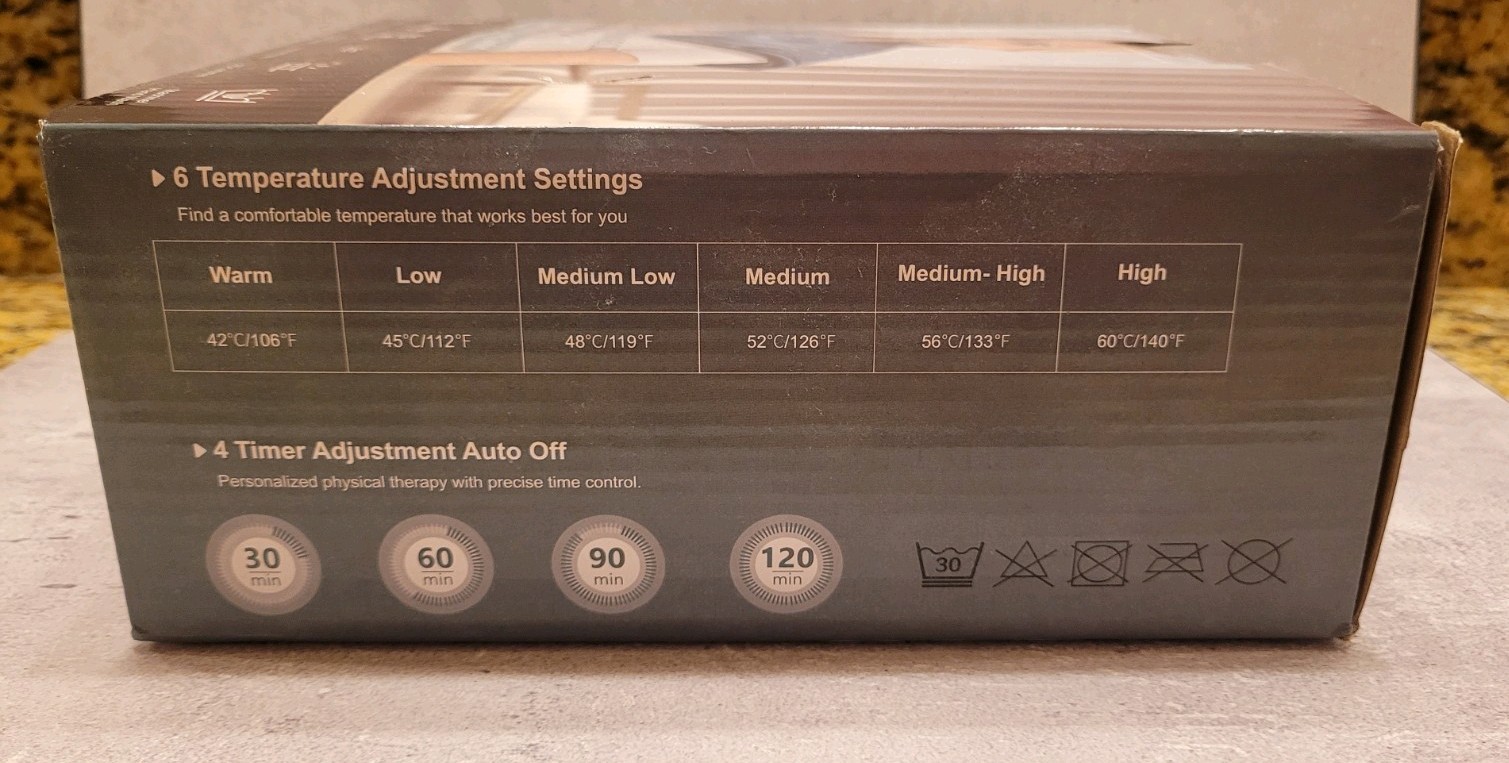 6 Temperature Adjustment Settings
Find a comfortable temperature that works best for you
Warm Low Medium Low Medium Medium- High High
42°C/106°F 45°C/112°F 48°C/119°F 52°C/126°F 56°C/133°F 60°C/140°F
4 Timer Adjustment Auto Off
Personalized physical therapy with precise time control.
30 60 90 120 30
min min min min